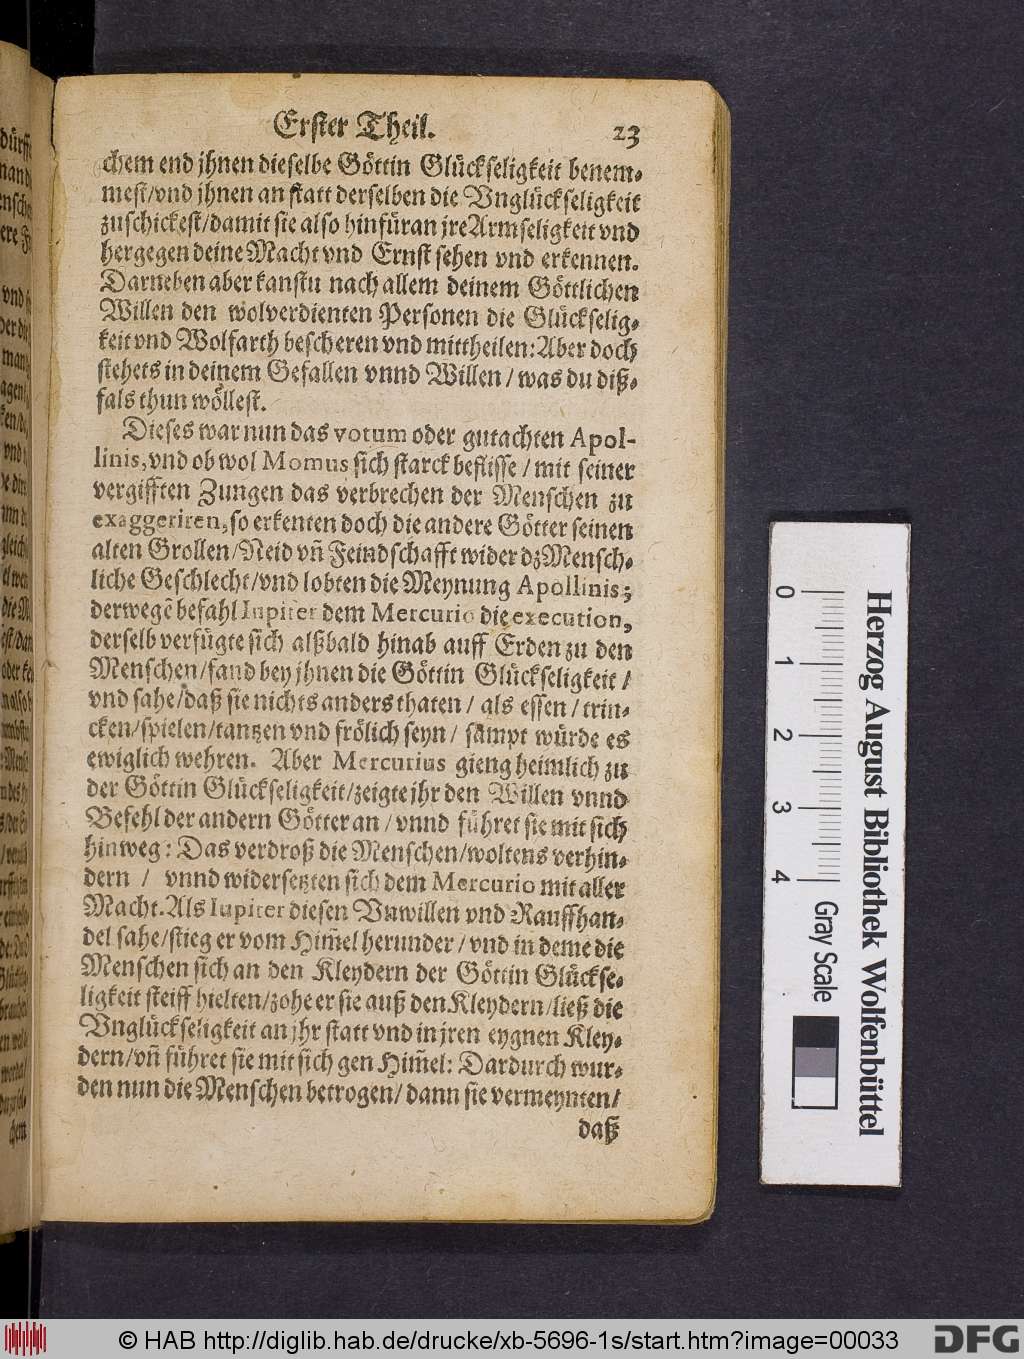 Erster Theil. 23
chem end jhnen dieselbe Göttin Glückseligkeit benem-
mest/vnd jhnen an statt derselben die Vnglückseligkeit
zuschickest/damit sie also hinfüran jre Armseligkeit vnd
hergegen deine Macht vnd Ernst sehen vnd erkennen.
Darneben aber kanstu nach allem deinem Göttlichen
Willen den wolverdienten Personen die Glückselig-
keit vnd Wolfarth bescheren vnd mittheilen: Aber doch
stehets in deinem Gefallen vnnd Willen / was du diß-
fals thun wöllest.
Dieses war nun das votum oder gutachten Apol-
linis, vnd ob wol Momus sich starck beflisse / mit seiner
vergifften Zungen das verbrechen der Menschen zu
exaggeriren, so erkenten doch die andere Götter seinen
alten Grollen/Neid vñ Feindschafft wider dz Mensch-
liche Geschlecht/vnd lobten die Meynung Apollinis;
derwegē befahl Iupiter dem Mercurio die execution,
derselb verfügte sich alßbald hinab auff Erden zu den
Menschen/fand bey jhnen die Göttin Glückseligkeit /
vnd sahe/daß sie nichts anders thaten / als essen / trin-
cken/spielen/tantzen vnd frölich seyn / sampt würde es
ewiglich wehren. Aber Mercurius gieng heimlich zu
der Göttin Glückseligkeit/zeigte jhr den Willen vnnd
Befehl der andern Götter an / vnnd führet sie mit sich
hinweg: Das verdroß die Menschen/woltens verhin-
dern / vnnd widersetzten sich dem Mercurio mit aller
Macht. Als Iupiter diesen Vnwillen vnd Rauffhan-
del sahe/stieg er vom Him̃el herunder / vnd in deme die
Menschen sich an den Kleydern der Göttin Glückse-
ligkeit steiff hielten/zohe er sie auß den Kleydern/ließ die
Vnglückseligkeit an jhr statt vnd in jren eygnen Kley-
dern/vñ führet sie mit sich gen Him̃el: Dardurch wur-
den nun die Menschen betrogen/ dann sie vermeynten/
daß
0 1 2 3 4
Gray Scale
Herzog August Bibliothek Wolfenbüttel
© HAB http://diglib.hab.de/drucke/xb-5696-1s/start.htm?image=00033
DFG